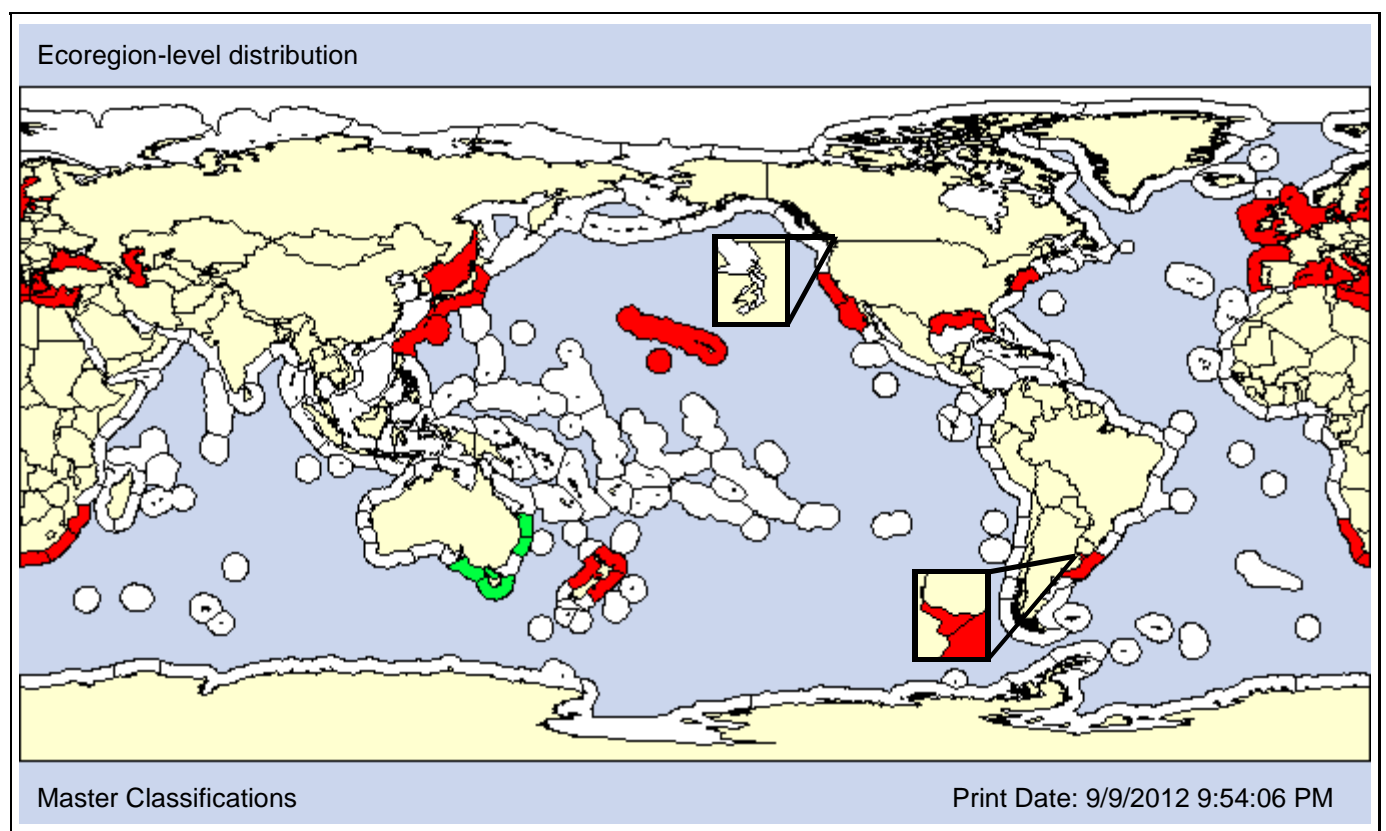 Ecoregion-level distribution
Master Classifications
Print Date: 9/9/2012 9:54:06 PM